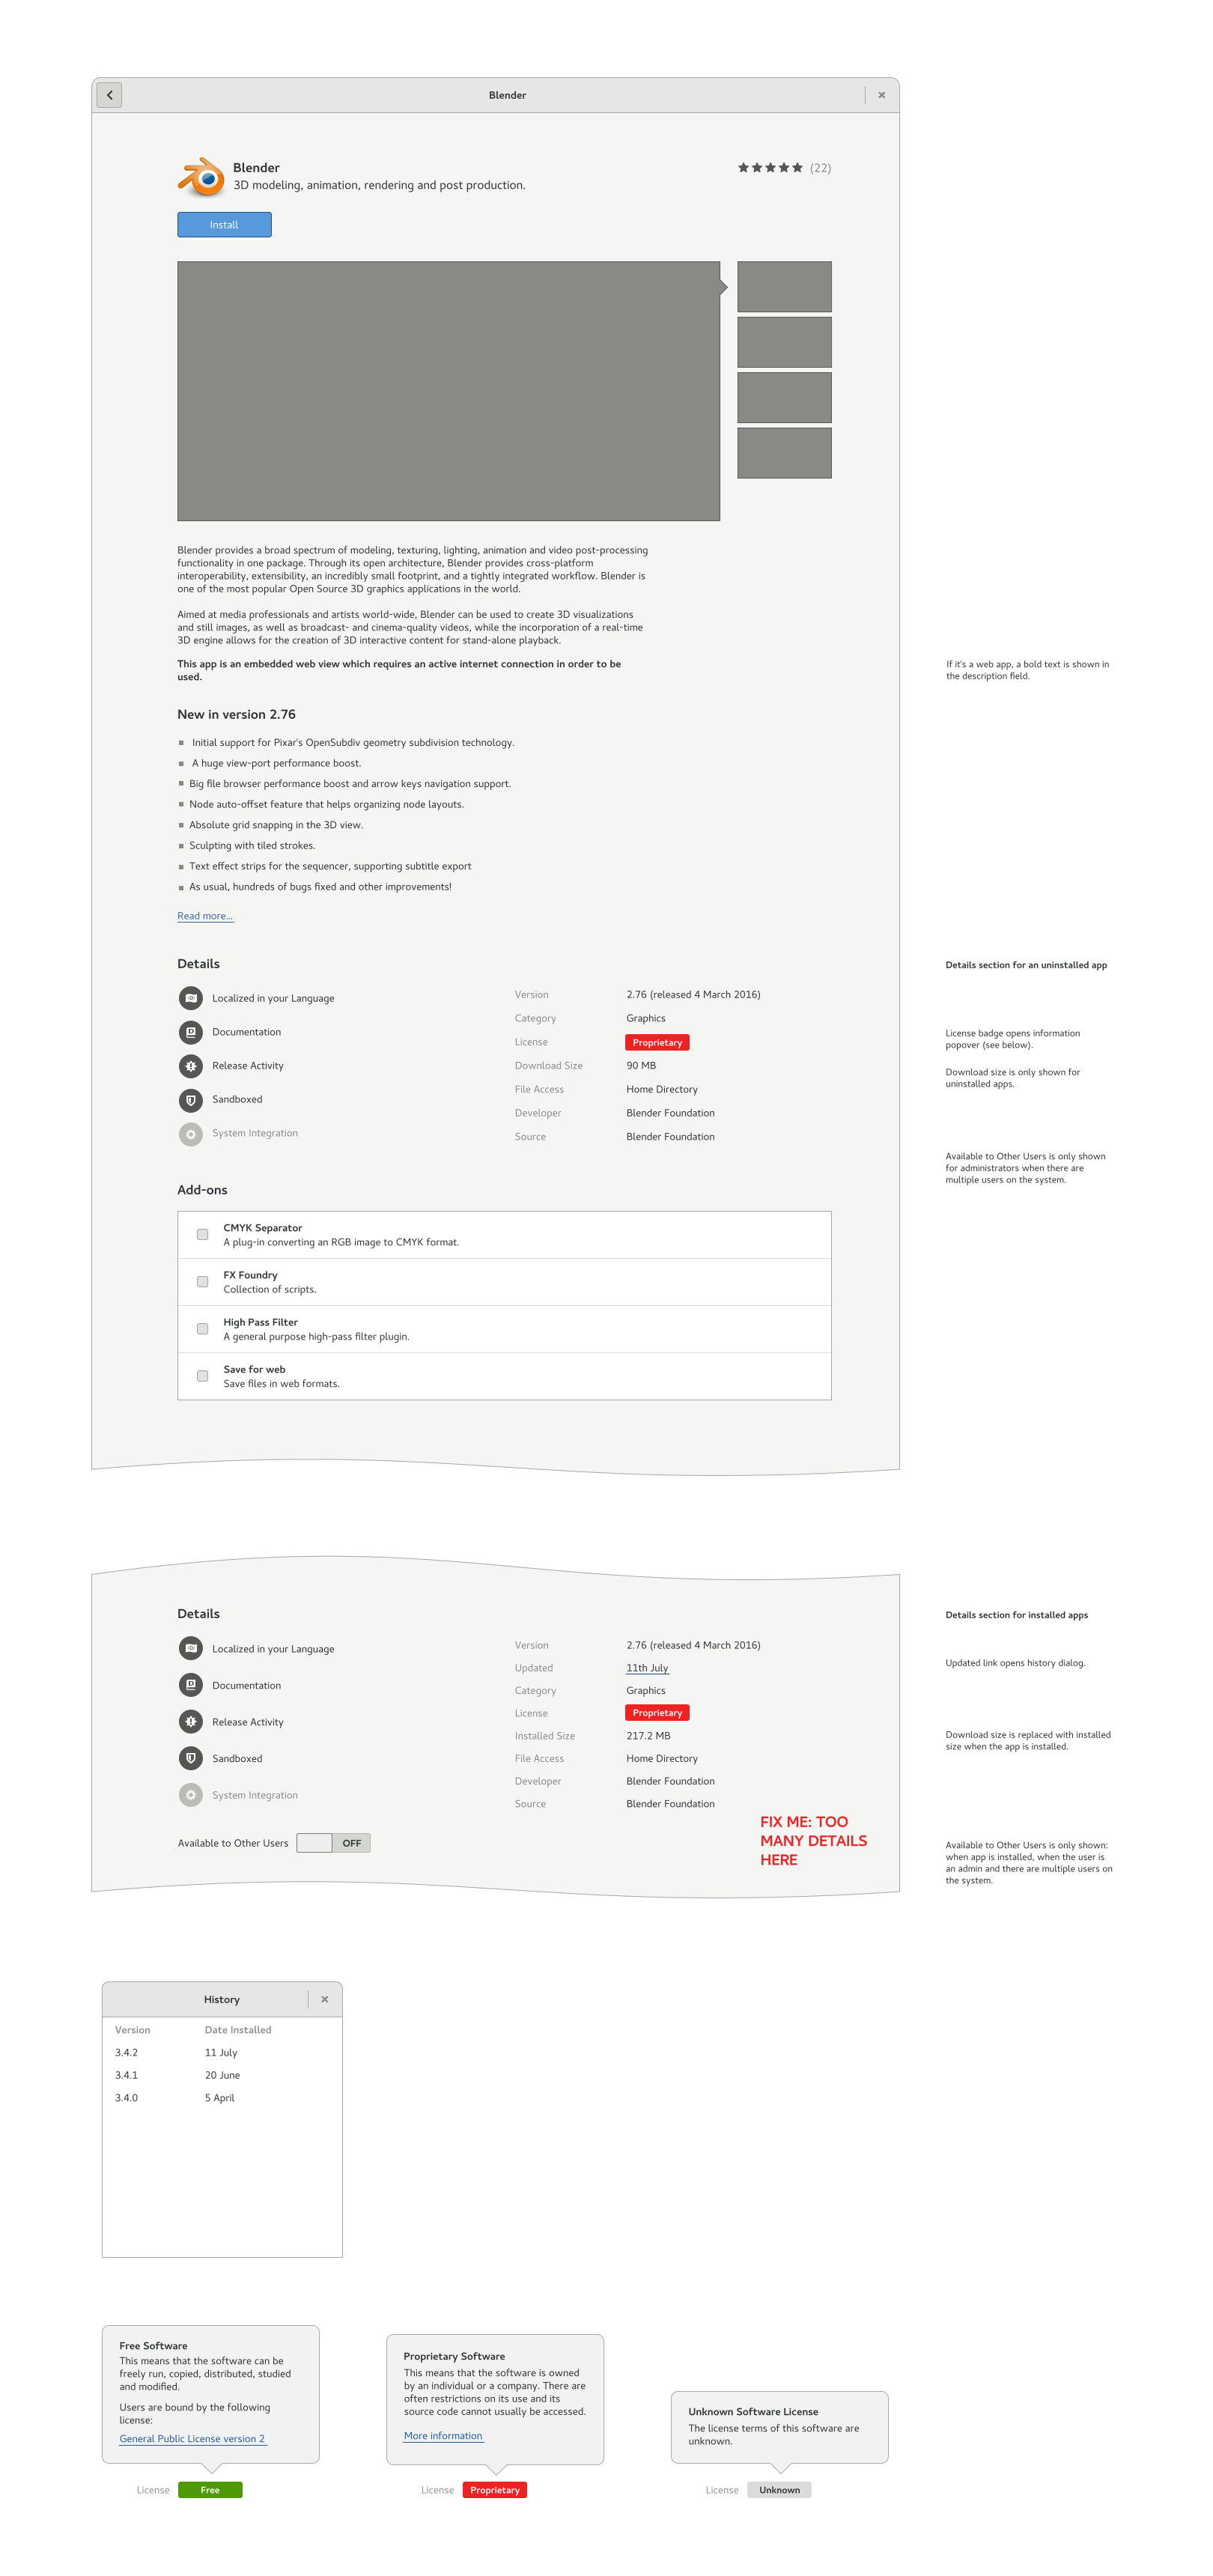 Blender
Blender
3D modeling, animation, rendering and post production.
(22)
Install
Blender provides a broad spectrum of modeling, texturing, lighting, animation and video post-processing
functionality in one package. Through its open architecture, Blender provides cross-platform
interoperability, extensibility, an incredibly small footprint, and a tightly integrated workflow. Blender is
one of the most popular Open Source 3D graphics applications in the world.
Aimed at media professionals and artists world-wide, Blender can be used to create 3D visualizations
and still images, as well as broadcast- and cinema-quality videos, while the incorporation of a real-time
3D engine allows for the creation of 3D interactive content for stand-alone playback.
This app is an embedded web view which requires an active internet connection in order to be
used.
If it's a web app, a bold text is shown in
the description field.
New in version 2.76
Initial support for Pixar's OpenSubdiv geometry subdivision technology.
A huge view-port performance boost.
Big file browser performance boost and arrow keys navigation support.
Node auto-offset feature that helps organizing node layouts.
Absolute grid snapping in the 3D view.
Sculpting with tiled strokes.
Text effect strips for the sequencer, supporting subtitle export
As usual, hundreds of bugs fixed and other improvements!
Read more...
Details
Localized in your Language
Documentation
Release Activity
Sandboxed
System Integration
Version 2.76 (released 4 March 2016)
Category Graphics
License Proprietary
Download Size 90 MB
File Access Home Directory
Developer Blender Foundation
Source Blender Foundation
Details section for an uninstalled app
License badge opens information
popover (see below).
Download size is only shown for
uninstalled apps.
Available to Other Users is only shown
for administrators when there are
multiple users on the system.
Add-ons
CMYK Separator
A plug-in converting an RGB image to CMYK format.
FX Foundry
Collection of scripts.
High Pass Filter
A general purpose high-pass filter plugin.
Save for web
Save files in web formats.
Details
Localized in your Language
Documentation
Release Activity
Sandboxed
System Integration
Available to Other Users OFF
Version 2.76 (released 4 March 2016)
Updated 11th July
Category Graphics
License Proprietary
Installed Size 217.2 MB
File Access Home Directory
Developer Blender Foundation
Source Blender Foundation
FIX ME: TOO
MANY DETAILS
HERE
Details section for installed apps
Updated link opens history dialog.
Download size is replaced with installed
size when the app is installed.
Available to Other Users is only shown:
when app is installed, when the user is
an admin and there are multiple users on
the system.
History
Version Date Installed
3.4.2 11 July
3.4.1 20 June
3.4.0 5 April
Free Software
This means that the software can be
freely run, copied, distributed, studied
and modified.
Users are bound by the following
license:
General Public License version 2
License Free
Proprietary Software
This means that the software is owned
by an individual or a company. There are
often restrictions on its use and its
source code cannot usually be accessed.
More information
License Proprietary
Unknown Software License
The license terms of this software are
unknown.
License Unknown